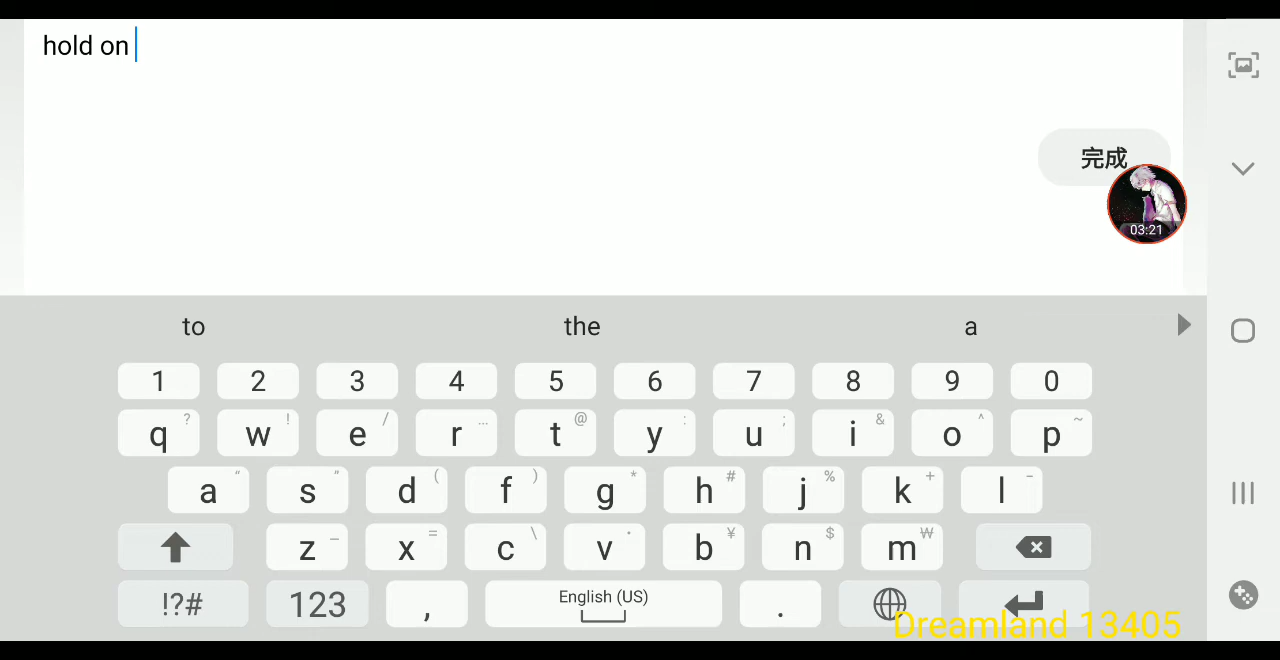 hold on
完成
03:21
to the a
1 2 3 4 5 6 7 8 9 0
q ? w ! e / r ... t @ y : u ; i & o ^ p ~
a “ s ” d ( f ) g * h # j % k + l -
z _ x = c \ v · b ¥ n $ m ₩
!?# 123 , English (US) .
Dreamland 13405